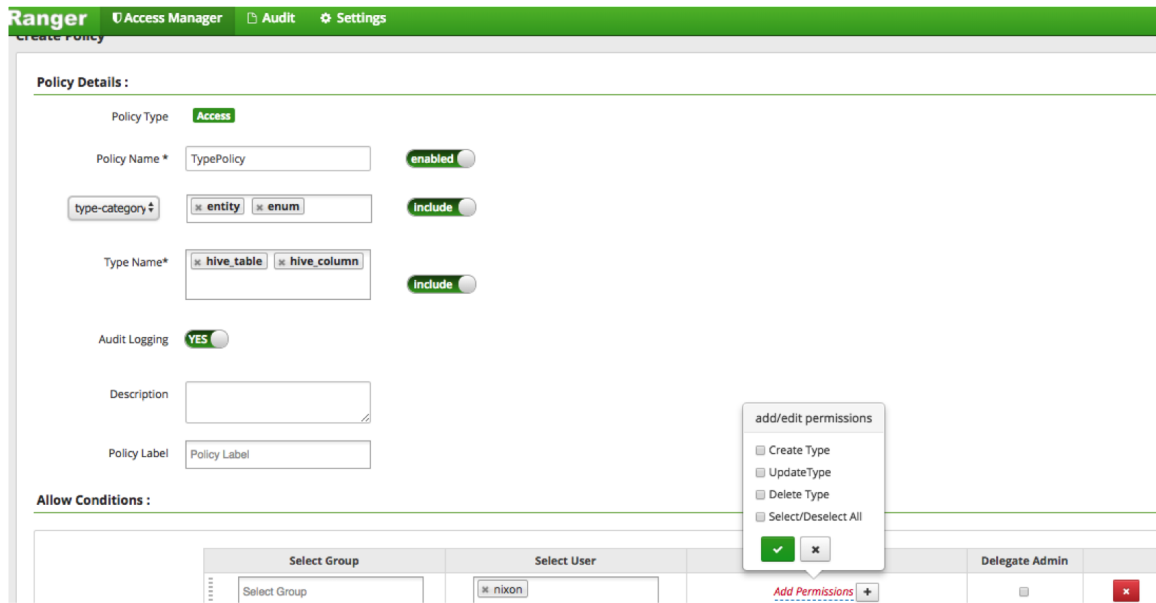 Ranger Access Manager Audit Settings
Create Policy
Policy Details :
Policy Type Access
Policy Name * TypePolicy enabled
type-category × entity × enum include
Type Name* × hive_table × hive_column include
Audit Logging YES
Description
add/edit permissions
Policy Label Policy Label
Create Type
UpdateType
Delete Type
Allow Conditions :
Select/Deselect All
Select Group Select User Delegate Admin
Select Group × nixon Add Permissions + ×